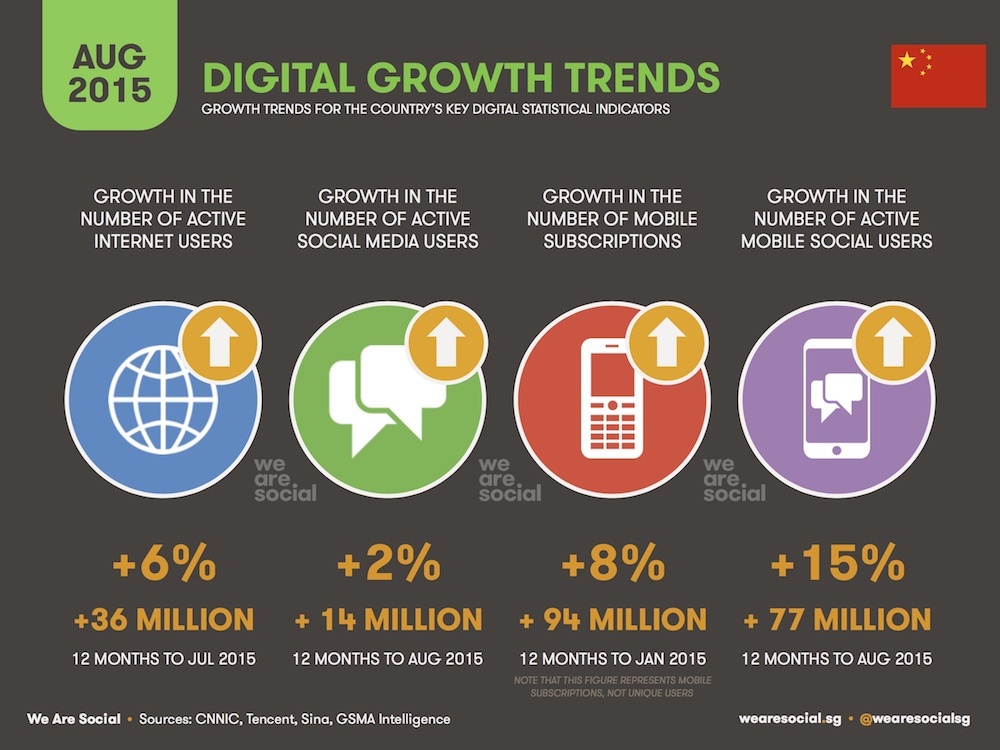 AUG
2015
DIGITAL GROWTH TRENDS
GROWTH TRENDS FOR THE COUNTRY'S KEY DIGITAL STATISTICAL INDICATORS
GROWTH IN THE
NUMBER OF ACTIVE
INTERNET USERS
GROWTH IN THE
NUMBER OF ACTIVE
SOCIAL MEDIA USERS
GROWTH IN THE
NUMBER OF MOBILE
SUBSCRIPTIONS
GROWTH IN THE
NUMBER OF ACTIVE
MOBILE SOCIAL USERS
we
are
social
we
are
social
we
are
social
+6%
+36 MILLION
12 MONTHS TO JUL 2015
+2%
+ 14 MILLION
12 MONTHS TO AUG 2015
+8%
+ 94 MILLION
12 MONTHS TO JAN 2015
NOTE THAT THIS FIGURE REPRESENTS MOBILE
SUBSCRIPTIONS, NOT UNIQUE USERS
+15%
+ 77 MILLION
12 MONTHS TO AUG 2015
We Are Social • Sources: CNNIC, Tencent, Sina, GSMA Intelligence
wearesocial.sg • @wearesocialsg